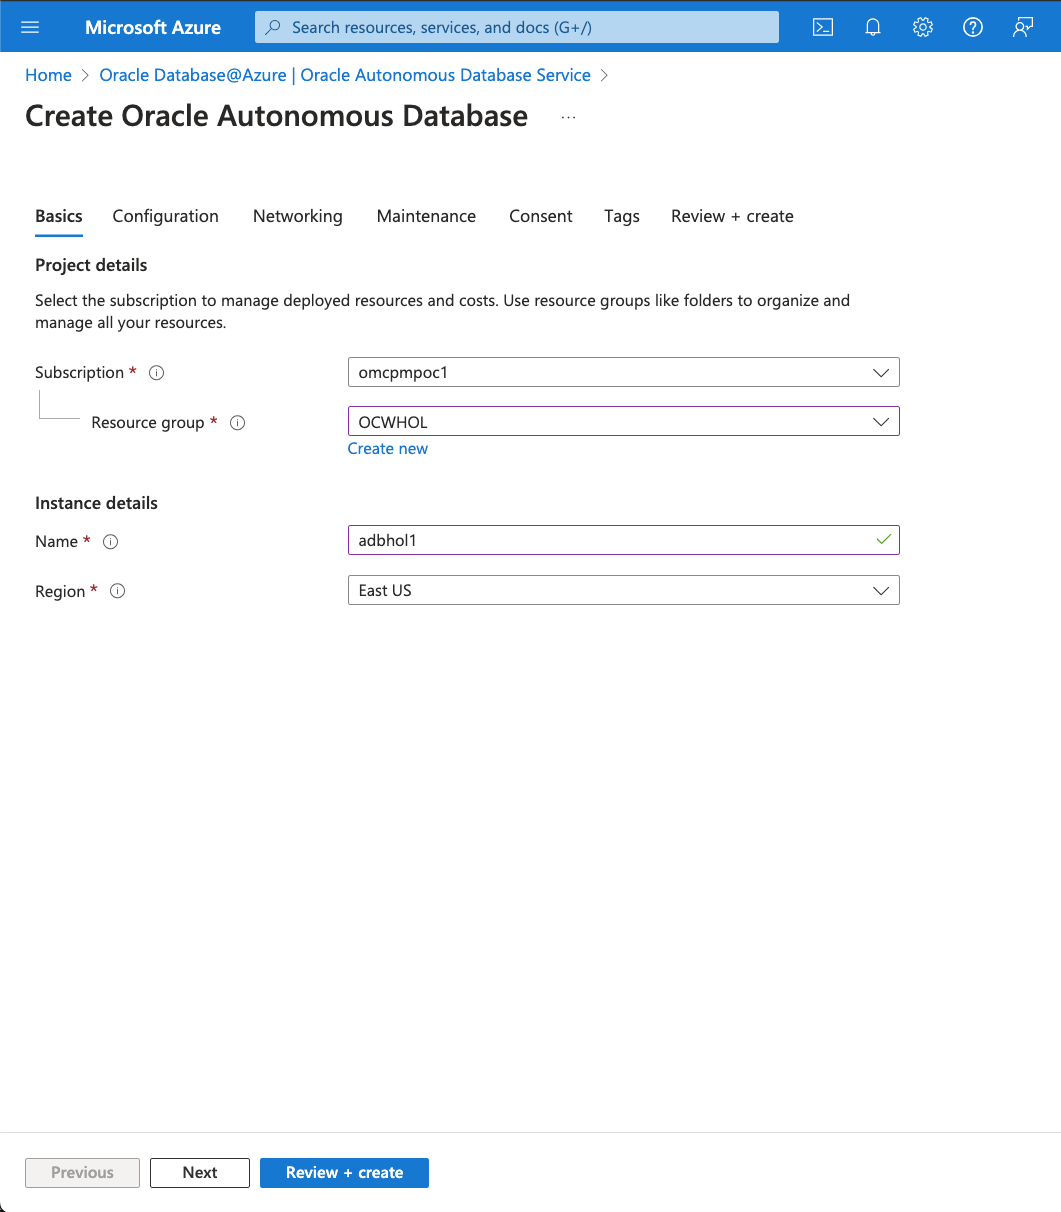 Microsoft Azure
Search resources, services, and docs (G+/)
Home > Oracle Database@Azure | Oracle Autonomous Database Service >
Create Oracle Autonomous Database ...
Basics Configuration Networking Maintenance Consent Tags Review + create
Project details
Select the subscription to manage deployed resources and costs. Use resource groups like folders to organize and
manage all your resources.
Subscription * omcpmpoc1
Resource group * OCWHOL
Create new
Instance details
Name * adbhol1
Region * East US
Previous Next Review + create